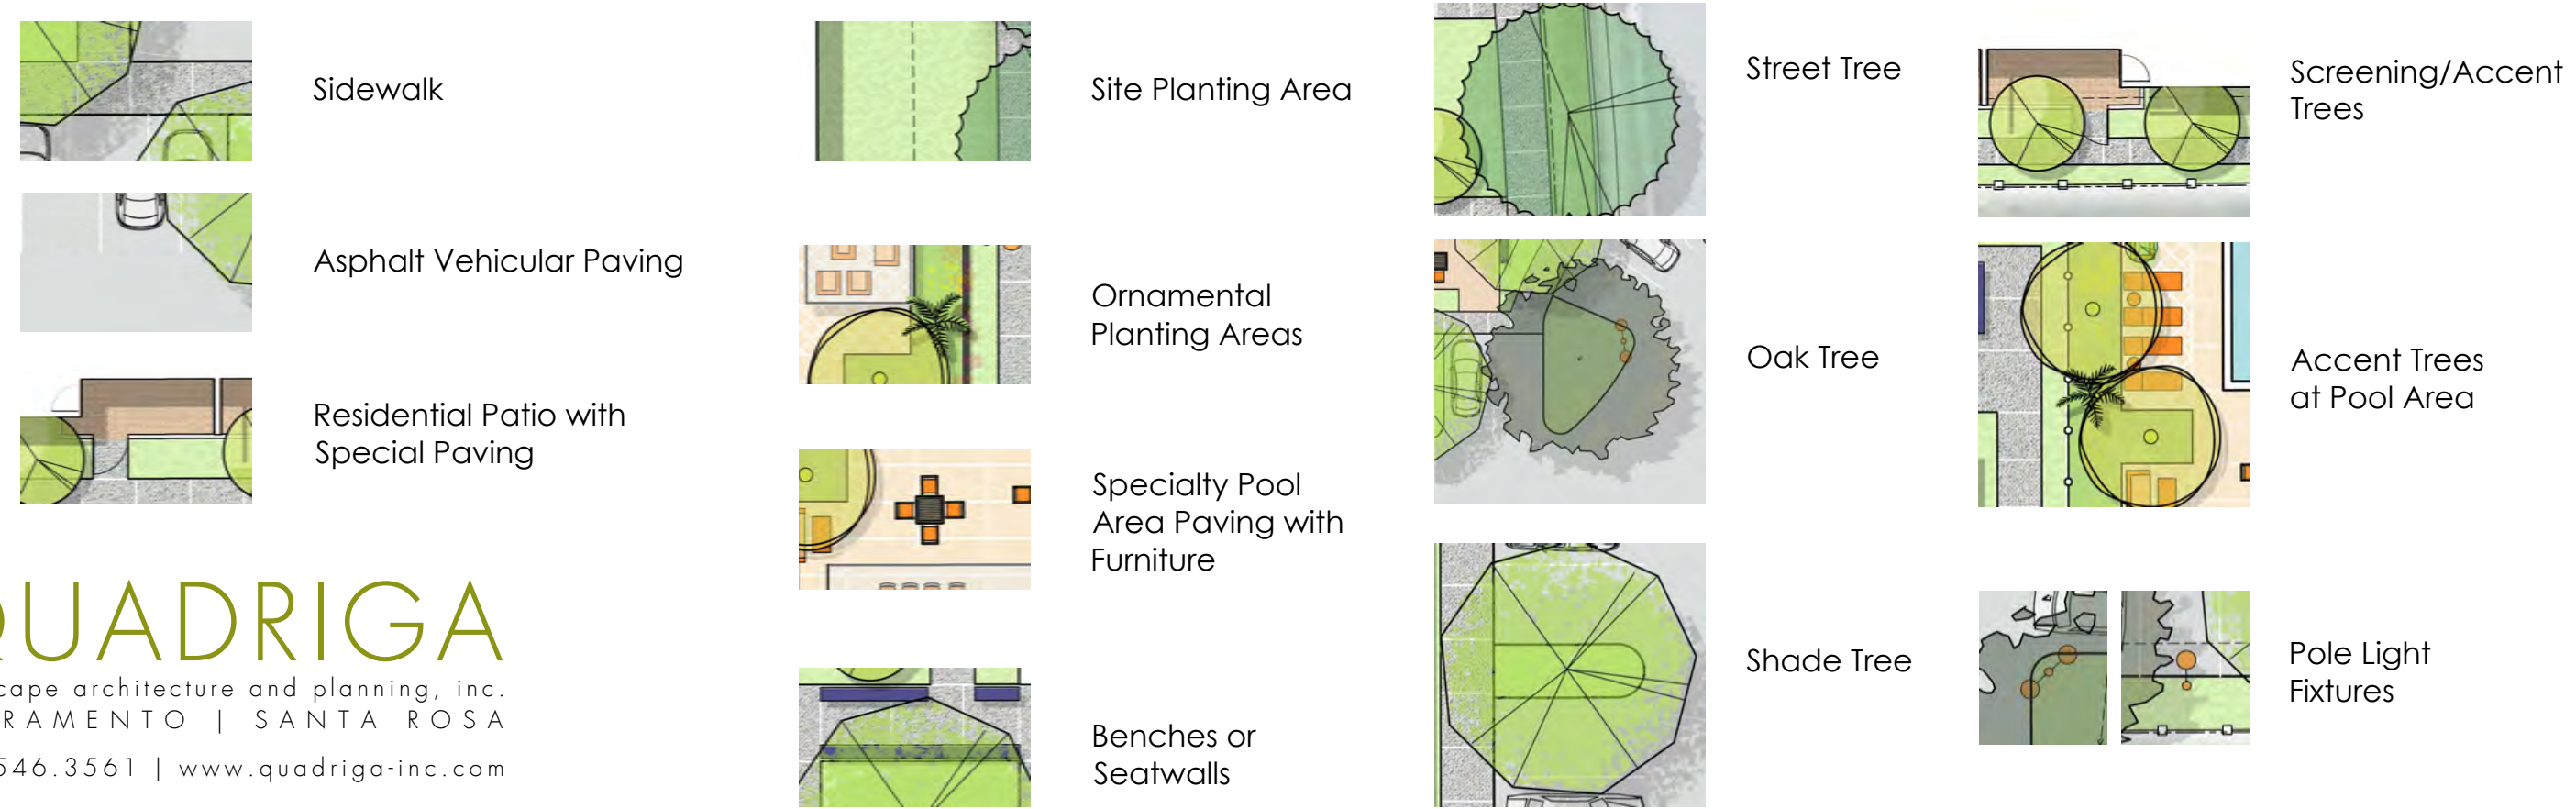 Sidewalk
Asphalt Vehicular Paving
Residential Patio with
Special Paving
Site Planting Area
Ornamental
Planting Areas
Specialty Pool
Area Paving with
Furniture
Benches or
Seatwalls
Street Tree
Oak Tree
Shade Tree
Screening/Accent
Trees
Accent Trees
at Pool Area
Pole Light
Fixtures
QUADRIGA
cape architecture and planning, inc.
RAMENTO | SANTA ROSA
546.3561 | www.quadriga-inc.com